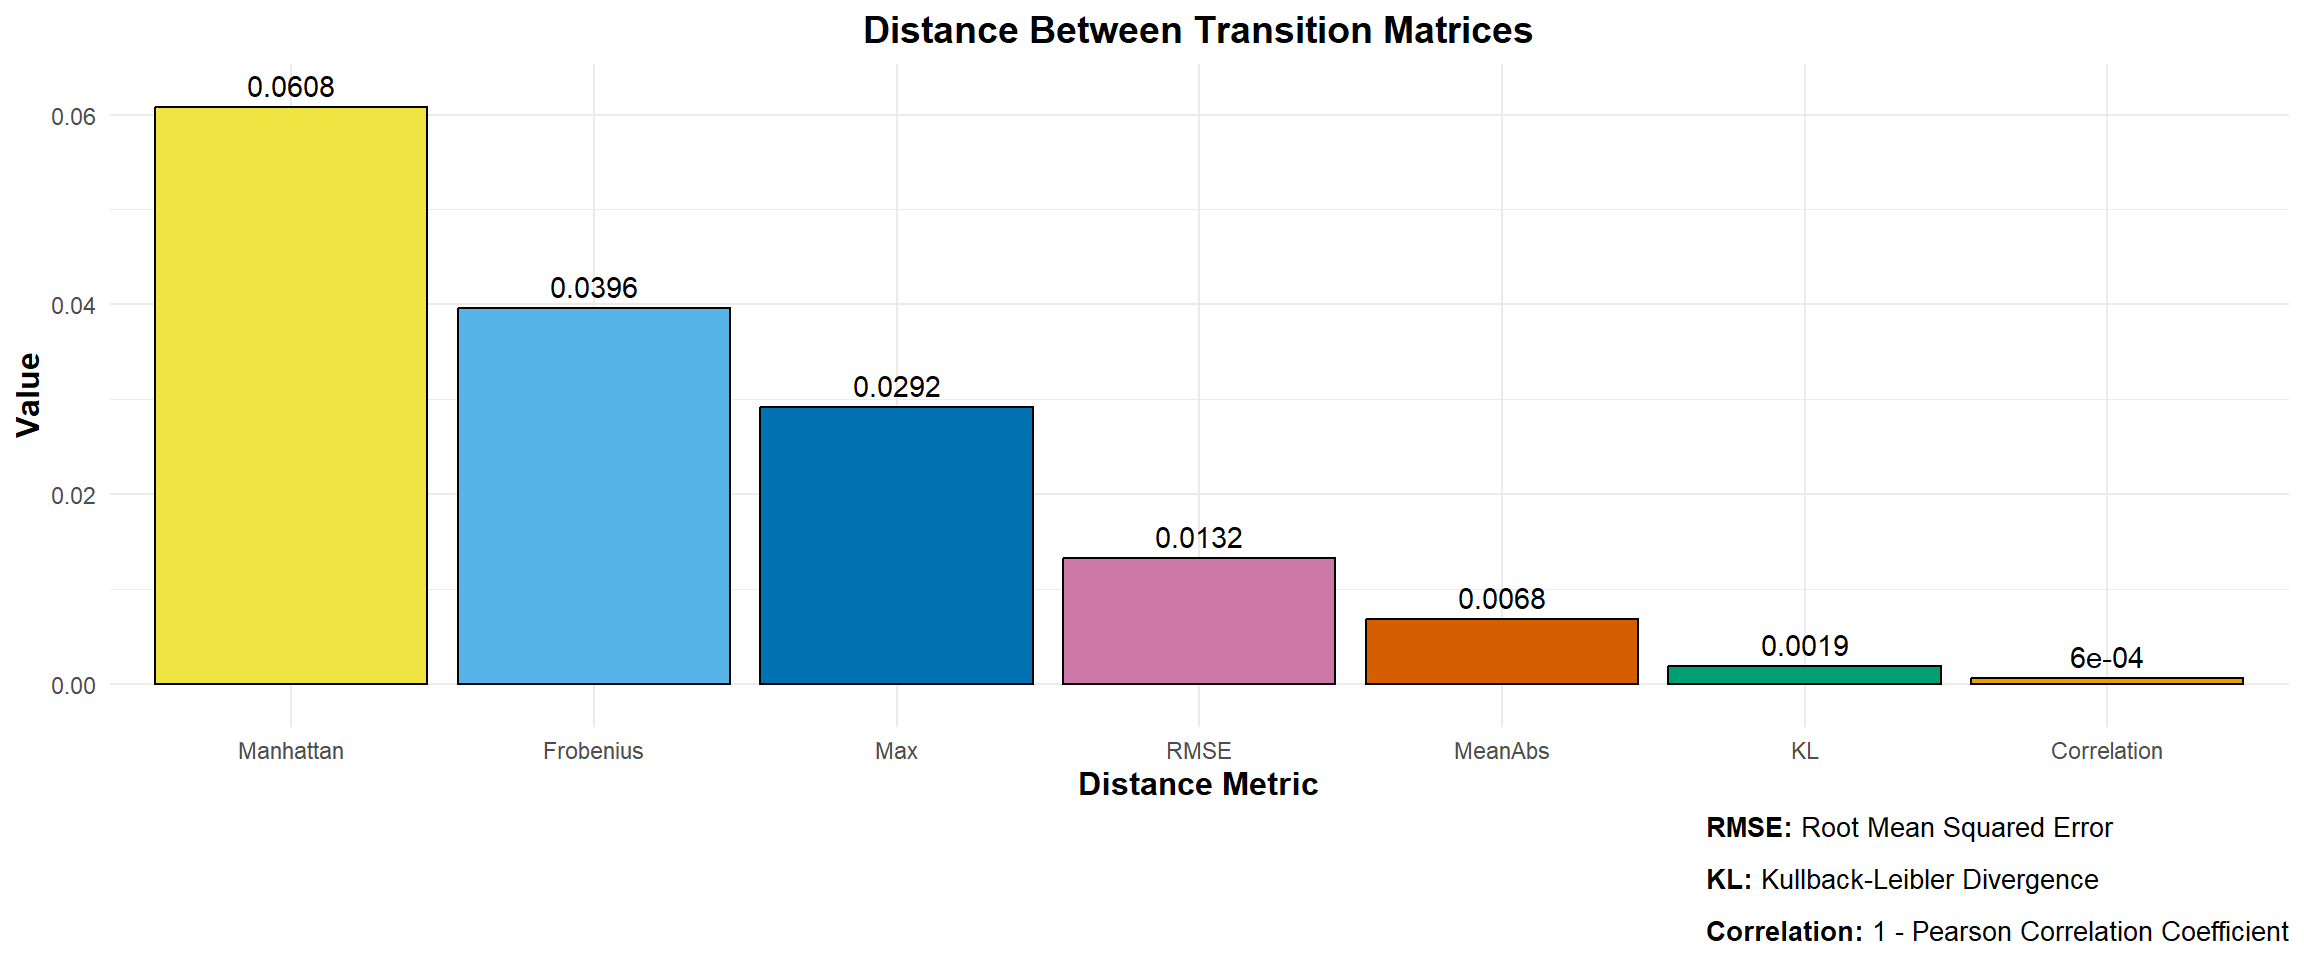 Distance Between Transition Matrices
0.0608
0.06
0.0396
0.04
0.0292
Value
0.02
0.0132
0.0068
0.0019
6e-04
0.00
Manhattan Frobenius Max RMSE MeanAbs KL Correlation
Distance Metric
RMSE: Root Mean Squared Error
KL: Kullback-Leibler Divergence
Correlation: 1 - Pearson Correlation Coefficient